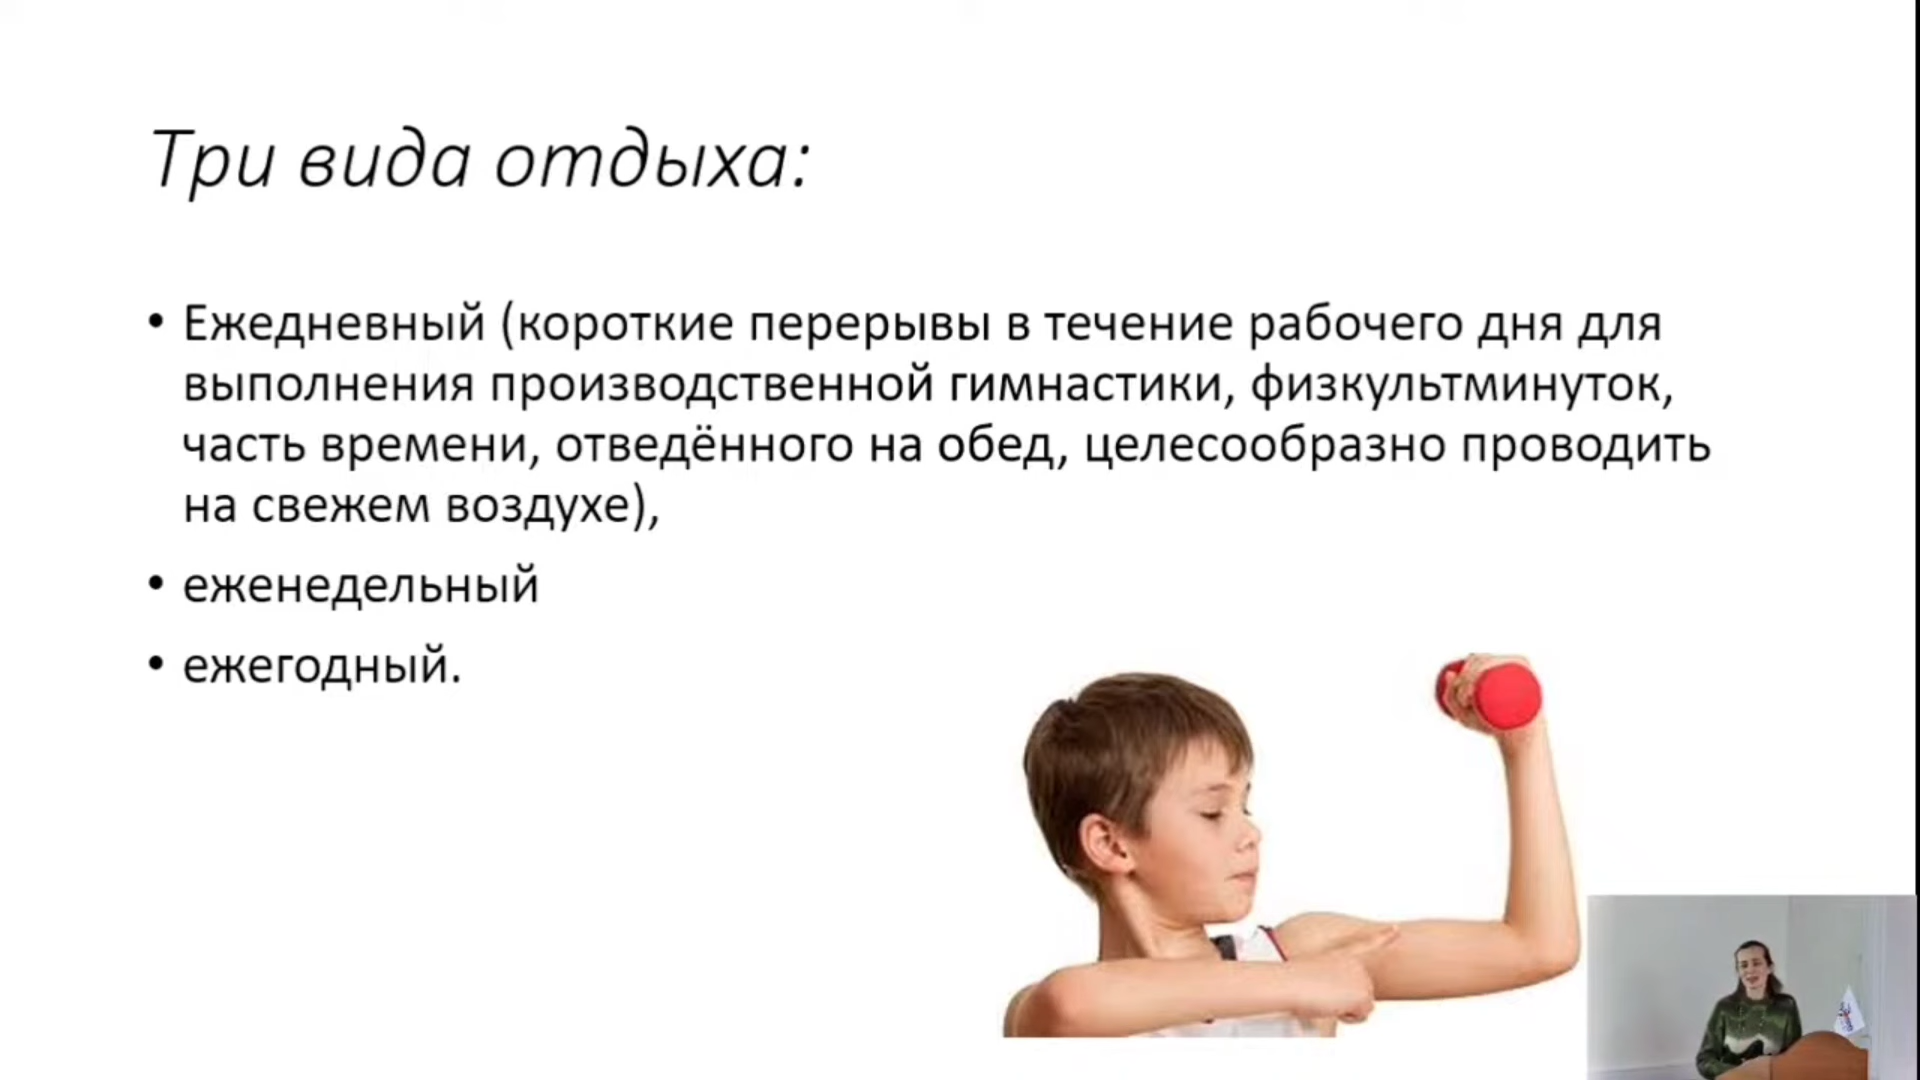 Три вида отдыха:
• Ежедневный (короткие перерывы в течение рабочего дня для
выполнения производственной гимнастики, физкультминуток,
часть времени, отведённого на обед, целесообразно проводить
на свежем воздухе),
• еженедельный
• ежегодный.